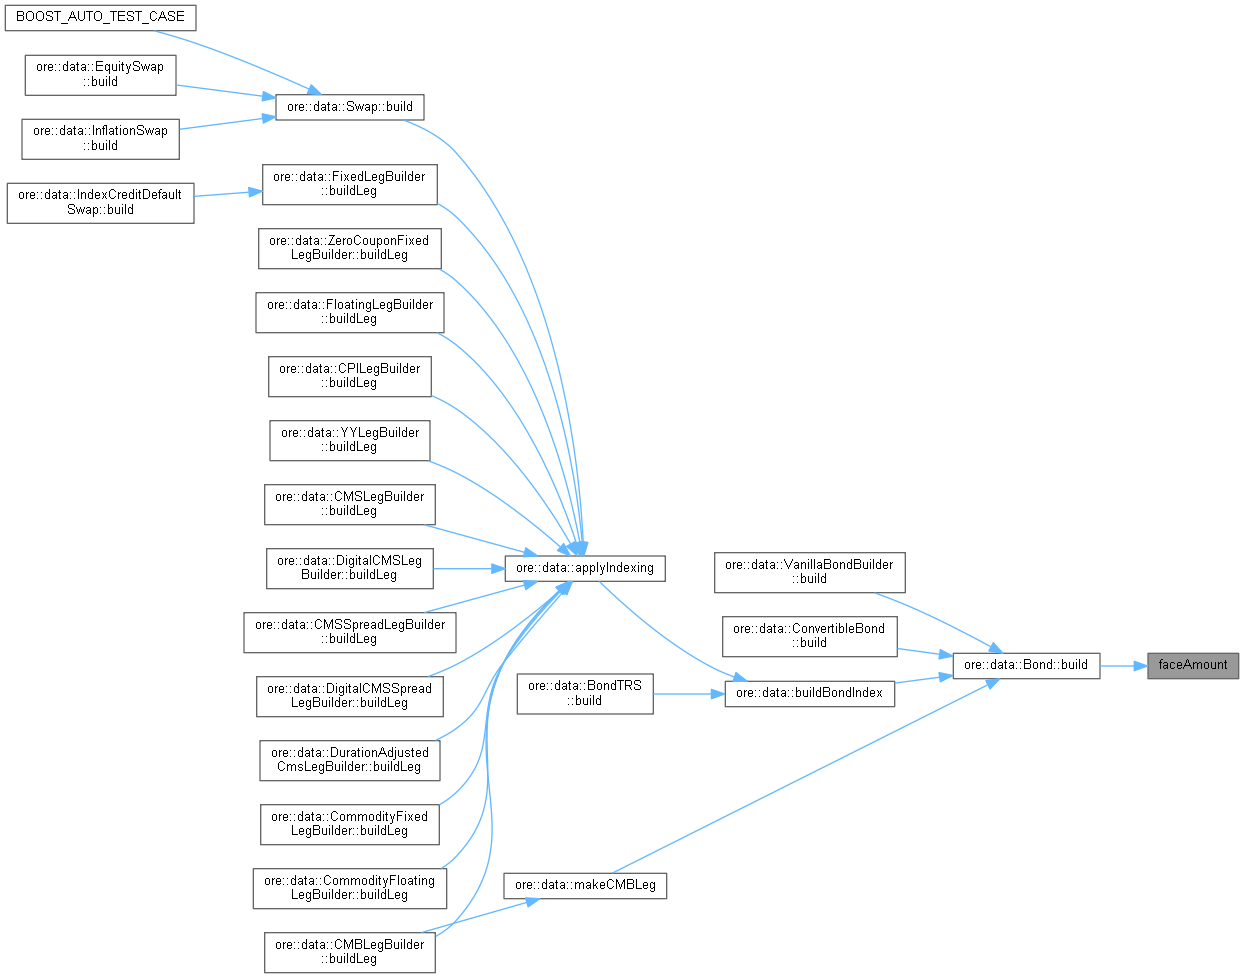 BOOST_AUTO_TEST_CASE
ore::data::EquitySwap
::build
ore::data::InflationSwap
::build
ore::data::IndexCreditDefault
Swap::build
ore::data::Swap::build
ore::data::FixedLegBuilder
::buildLeg
ore::data::ZeroCouponFixed
LegBuilder::buildLeg
ore::data::FloatingLegBuilder
::buildLeg
ore::data::CPILegBuilder
::buildLeg
ore::data::YYLegBuilder
::buildLeg
ore::data::CMSLegBuilder
::buildLeg
ore::data::DigitalCMSLeg
Builder::buildLeg
ore::data::CMSSpreadLegBuilder
::buildLeg
ore::data::DigitalCMSSpread
LegBuilder::buildLeg
ore::data::DurationAdjusted
CmsLegBuilder::buildLeg
ore::data::CommodityFixed
LegBuilder::buildLeg
ore::data::CommodityFloating
LegBuilder::buildLeg
ore::data::CMBLegBuilder
::buildLeg
ore::data::applyIndexing
ore::data::BondTRS
::build
ore::data::makeCMBLeg
ore::data::VanillaBondBuilder
::build
ore::data::ConvertibleBond
::build
ore::data::buildBondIndex
ore::data::Bond::build
faceAmount